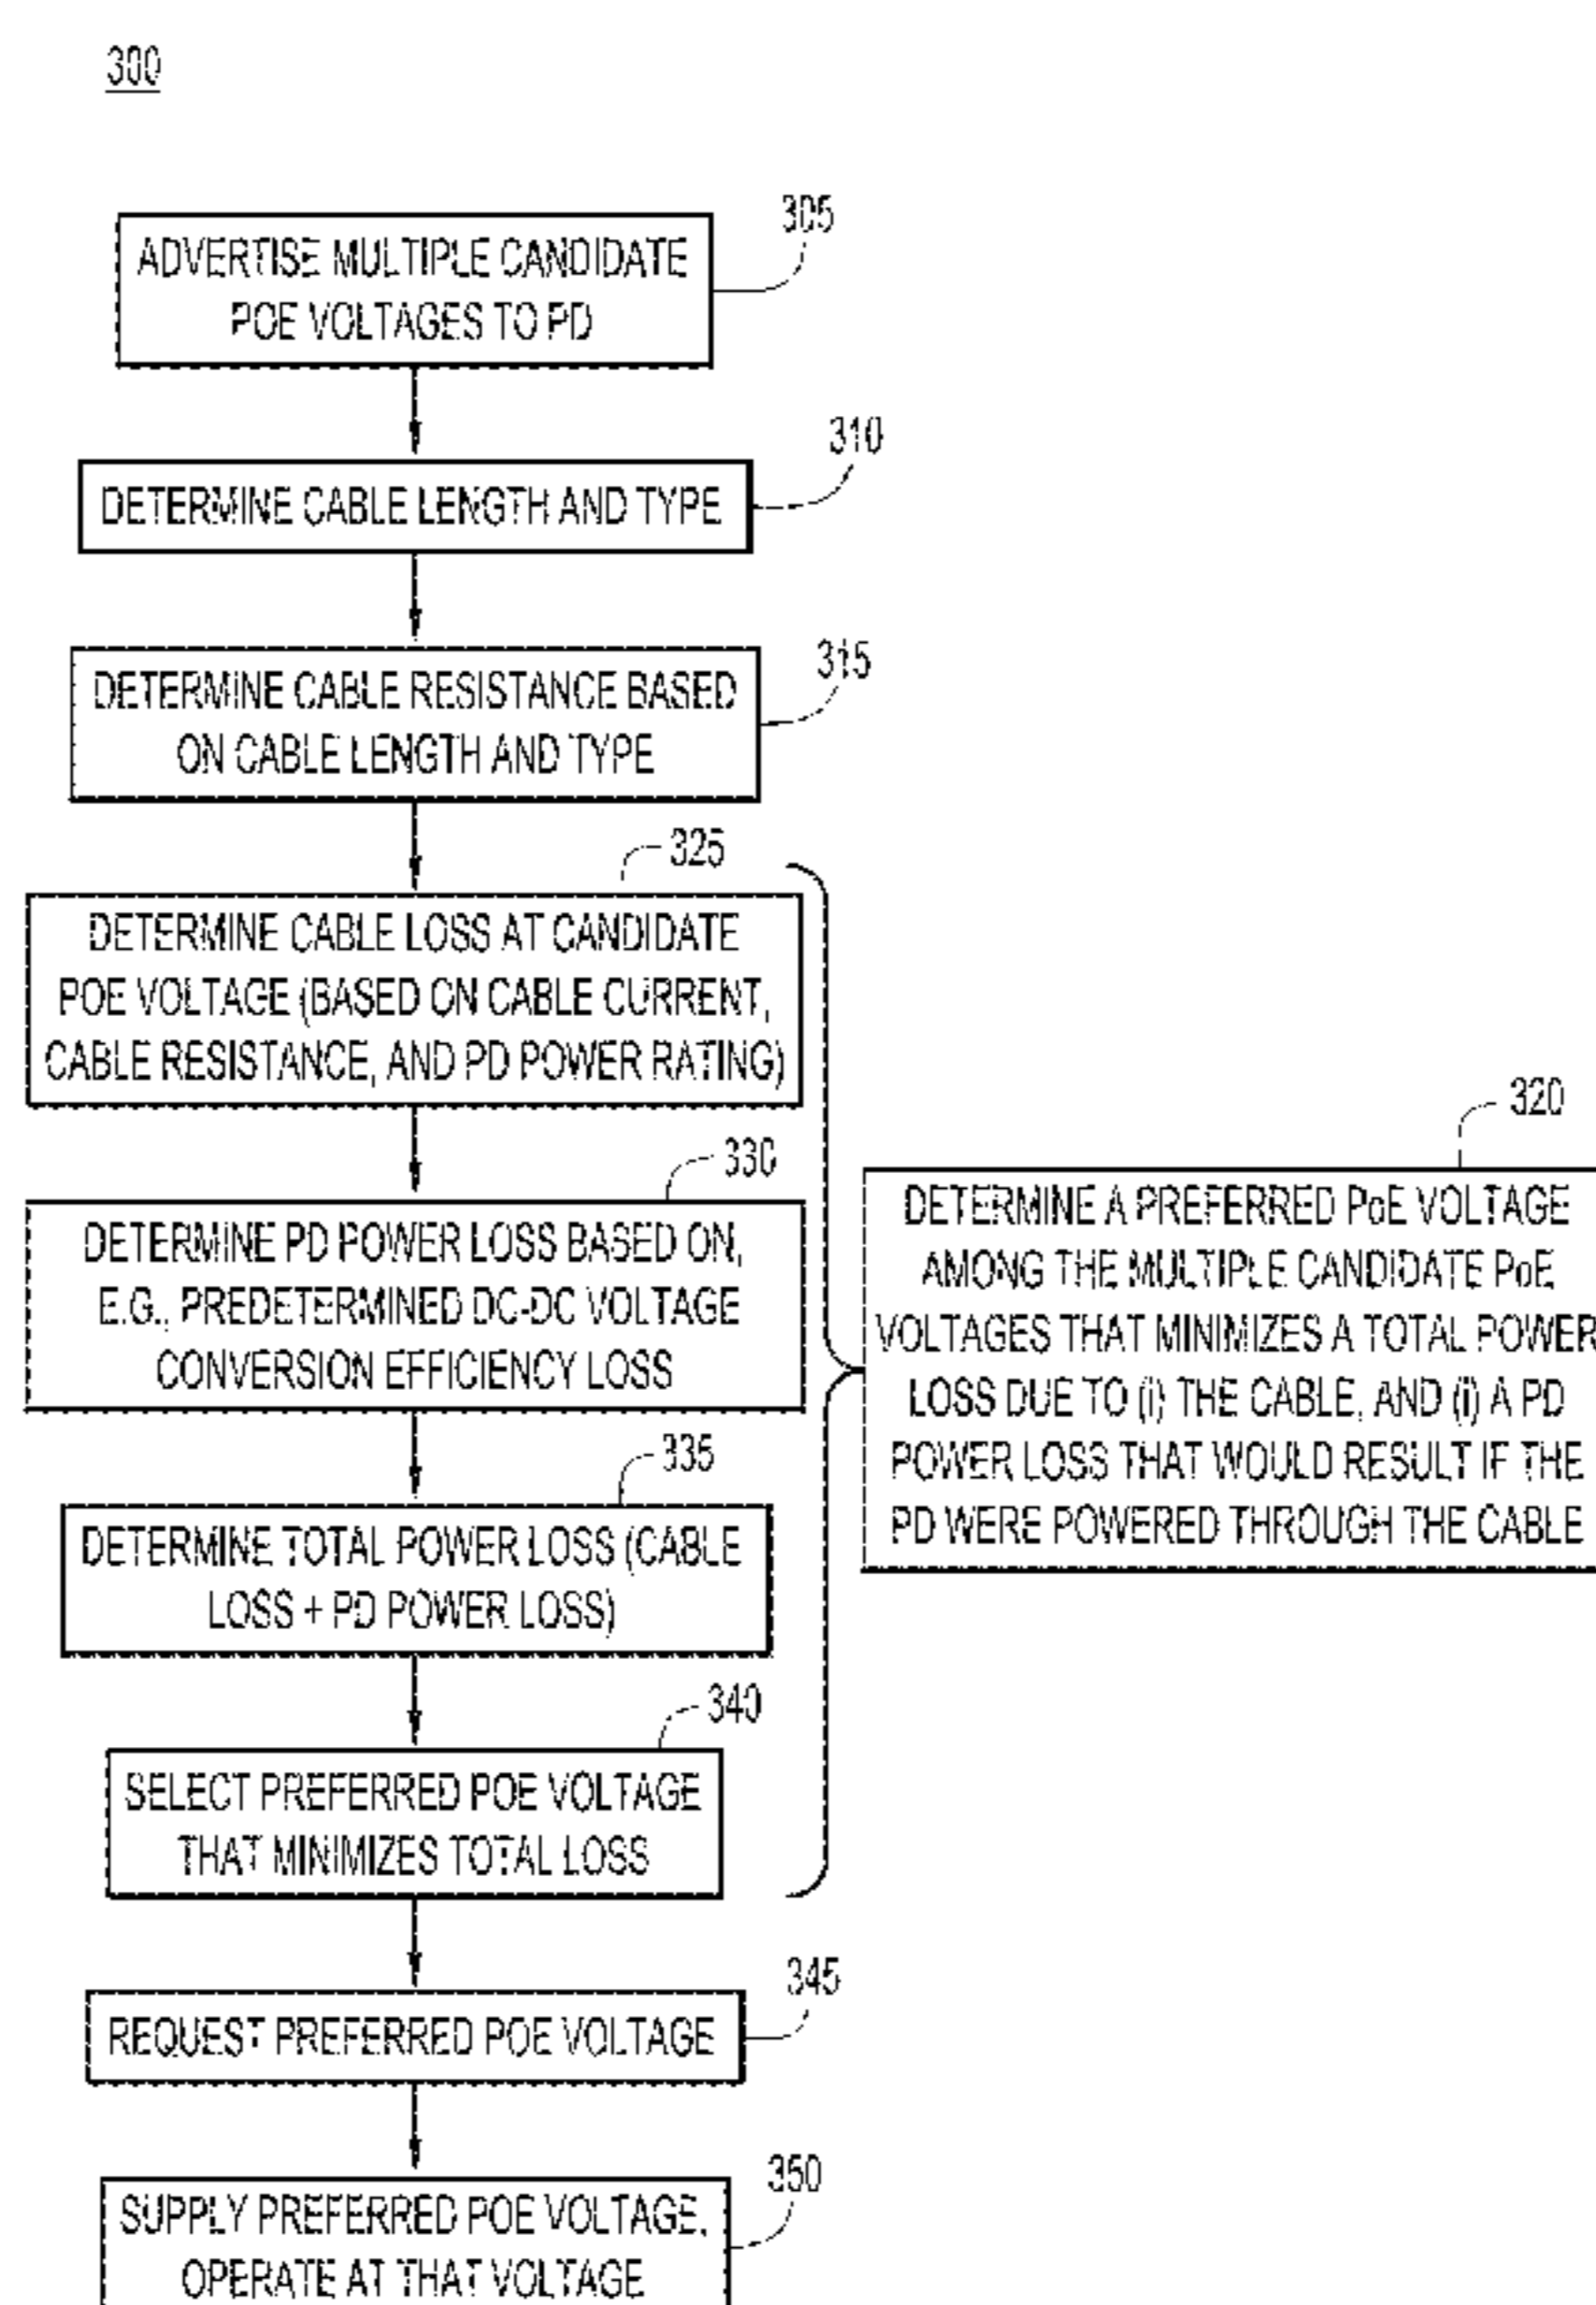 300
305
ADVERTISE MULTIPLE CANDIDATE
POE VOLTAGES TO PD
310
DETERMINE CABLE LENGTH AND TYPE
315
DETERMINE CABLE RESISTANCE BASED
ON CABLE LENGTH AND TYPE
325
DETERMINE CABLE LOSS AT CANDIDATE
POE VOLTAGE (BASED ON CABLE CURRENT,
CABLE RESISTANCE, AND PD POWER RATING)
330
DETERMINE PD POWER LOSS BASED ON,
E.G., PREDETERMINED DC-DC VOLTAGE
CONVERSION EFFICIENCY LOSS
335
DETERMINE TOTAL POWER LOSS (CABLE
LOSS + PD POWER LOSS)
340
SELECT PREFERRED POE VOLTAGE
THAT MINIMIZES TOTAL LOSS
320
DETERMINE A PREFERRED PoE VOLTAGE
AMONG THE MULTIPLE CANDIDATE PoE
VOLTAGES THAT MINIMIZES A TOTAL POWER
LOSS DUE TO (i) THE CABLE, AND (i) A PD
POWER LOSS THAT WOULD RESULT IF THE
PD WERE POWERED THROUGH THE CABLE
345
REQUEST PREFERRED POE VOLTAGE
350
SUPPLY PREFERRED POE VOLTAGE,
OPERATE AT THAT VOLTAGE